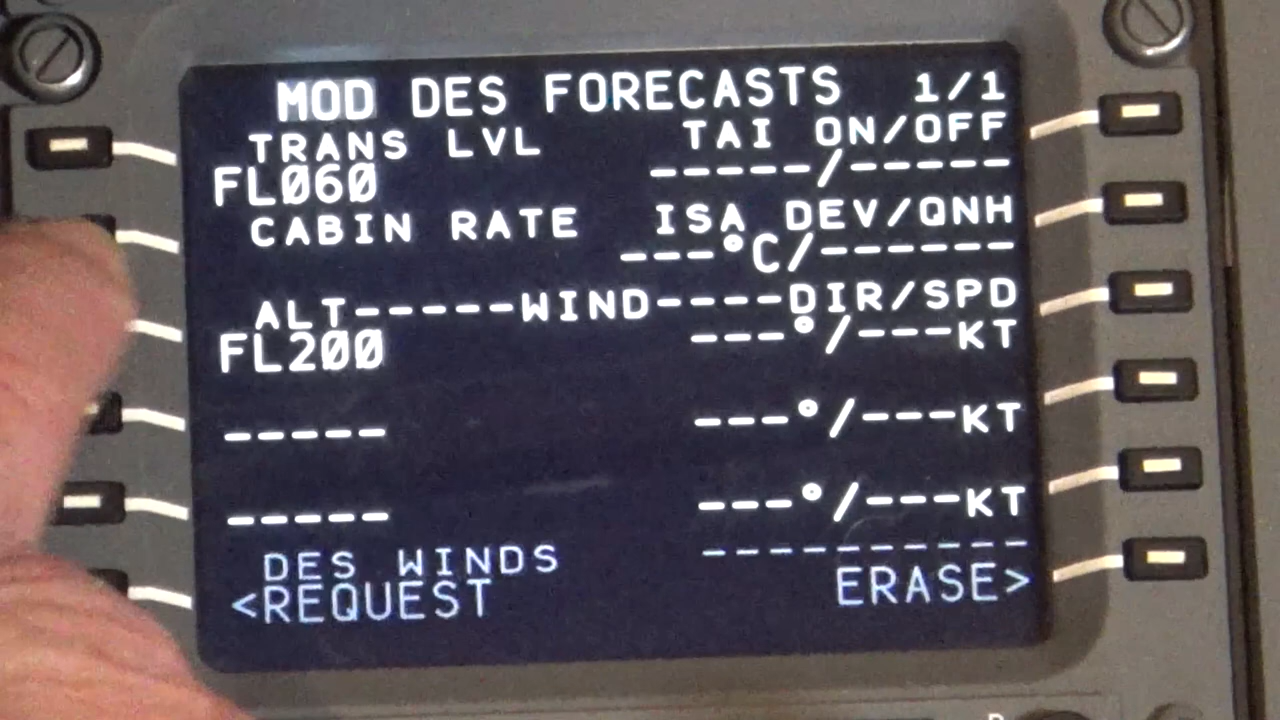 MOD DES FORECASTS 1/1
TRANS LVL TAI ON/OFF
FL060 -----/-----
CABIN RATE ISA DEV/QNH
---°C/------
ALT-----WIND----DIR/SPD
FL200 ---°/---KT
----- ---°/---KT
----- ---°/---KT
DES WINDS ----------
<REQUEST ERASE>